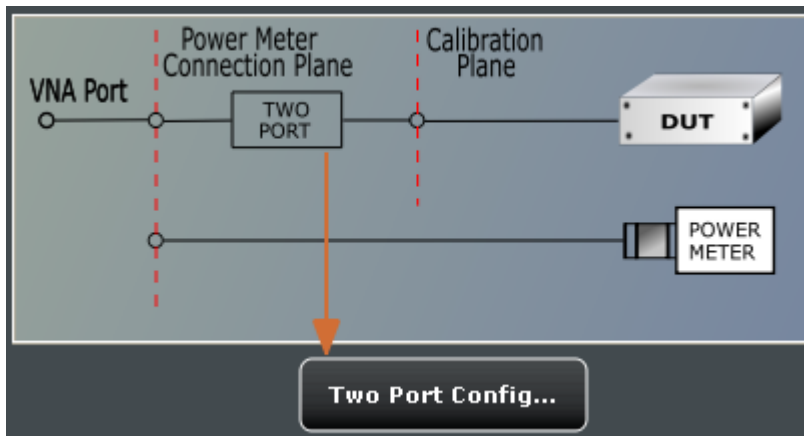 Power Meter
Connection Plane
Calibration
Plane
VNA Port
TWO
PORT
DUT
POWER
METER
Two Port Config...